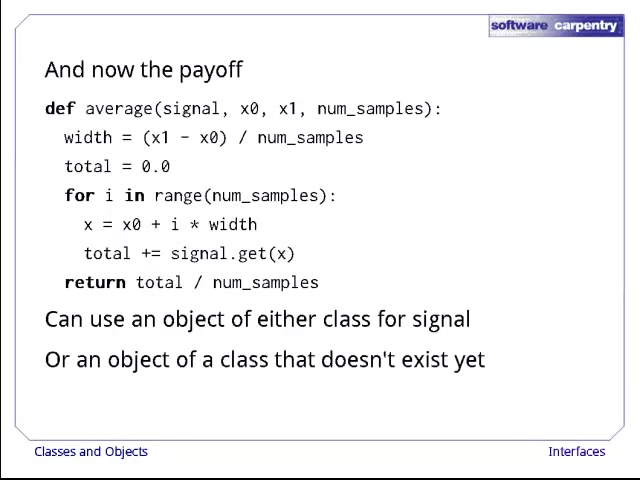 software carpentry
And now the payoff
def average(signal, x0, x1, num_samples):
width = (x1 - x0) / num_samples
total = 0.0
for i in range(num_samples):
x = x0 + i * width
total += signal.get(x)
return total / num_samples
Can use an object of either class for signal
Or an object of a class that doesn't exist yet
Classes and Objects
Interfaces